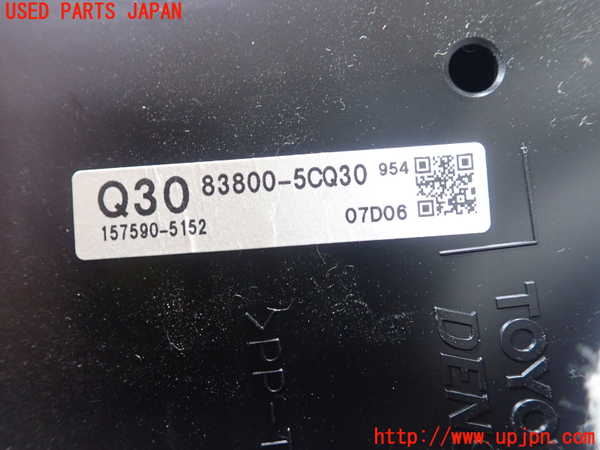 USED PARTS JAPAN
Q30 83800-5CQ30 954
157590-5152 07D06
>PP-T
TOYO
DEN
http://www.upjpn.com/